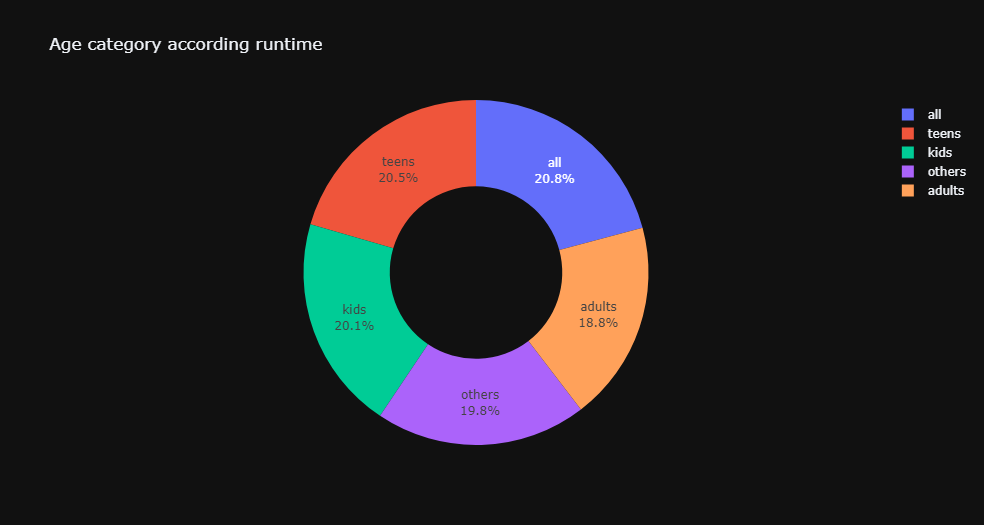 Age category according runtime
all
20.8%
teens
20.5%
kids
20.1%
others
19.8%
adults
18.8%
all
teens
kids
others
adults